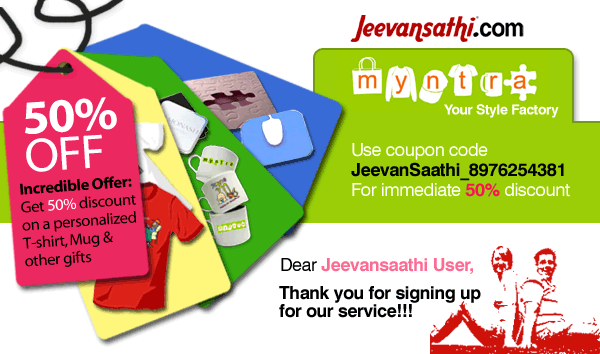 Jeevansathi.com
myntra
Your Style Factory
50%
OFF
Incredible Offer:
Get 50% discount
on a personalized
T-shirt, Mug &
other gifts
myntra
Use coupon code
JeevanSaathi_8976254381
For immediate 50% discount
Dear Jeevansaathi User,
Thank you for signing up
for our service!!!